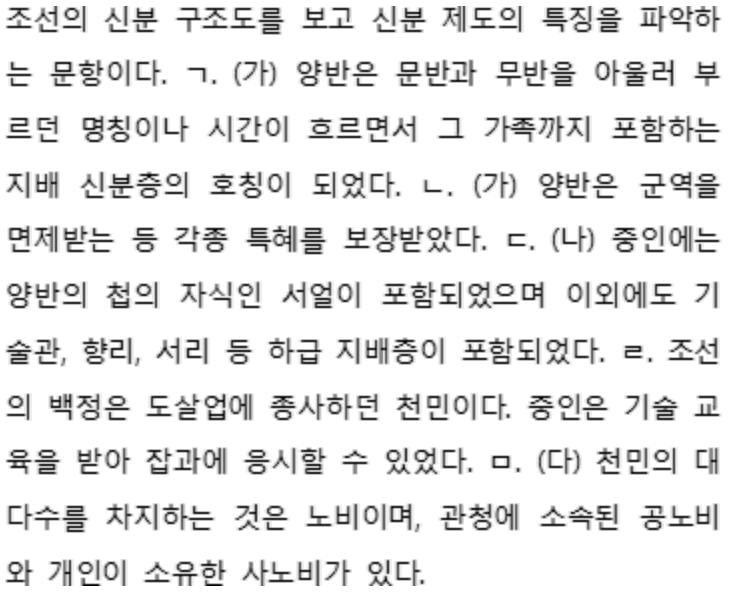 조선의 신분 구조도를 보고 신분 제도의 특징을 파악하
는 문항이다. ㄱ. (가) 양반은 문반과 무반을 아울러 부
르던 명칭이나 시간이 흐르면서 그 가족까지 포함하는
지배 신분층의 호칭이 되었다. ㄴ. (가) 양반은 군역을
면제받는 등 각종 특혜를 보장받았다. ㄷ. (나) 중인에는
양반의 첩의 자식인 서얼이 포함되었으며 이외에도 기
술관, 향리, 서리 등 하급 지배층이 포함되었다. ㄹ. 조선
의 백정은 도살업에 종사하던 천민이다. 중인은 기술 교
육을 받아 잡과에 응시할 수 있었다. ㅁ. (다) 천민의 대
다수를 차지하는 것은 노비이며, 관청에 소속된 공노비
와 개인이 소유한 사노비가 있다.